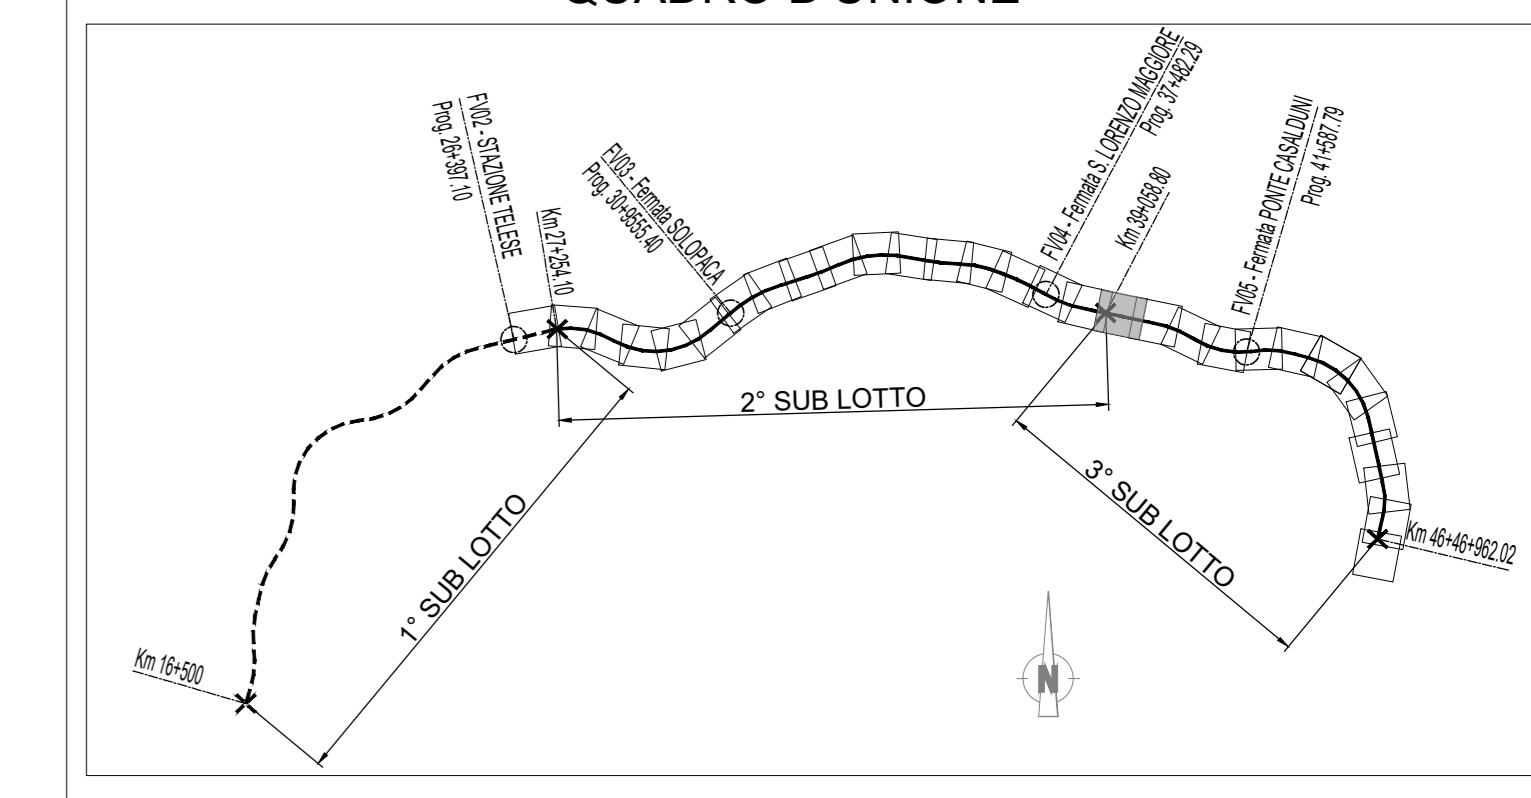 QUADRO D'UNIONE
FV02 - STAZIONE TELESE
Prog. 26+397.10
Km 27+254.10
FV03 - Fermata SOLOPACA
Prog. 30+9555.40
FV04 - Fermata S. LORENZO MAGGIORE
Prog. 37+482.29
Km 39+058.80
FV05 - Fermata PONTE CASALDUNI
Prog. 41+587.79
2° SUB LOTTO
1° SUB LOTTO
3° SUB LOTTO
Km 46+46+962.02
Km 16+500
N